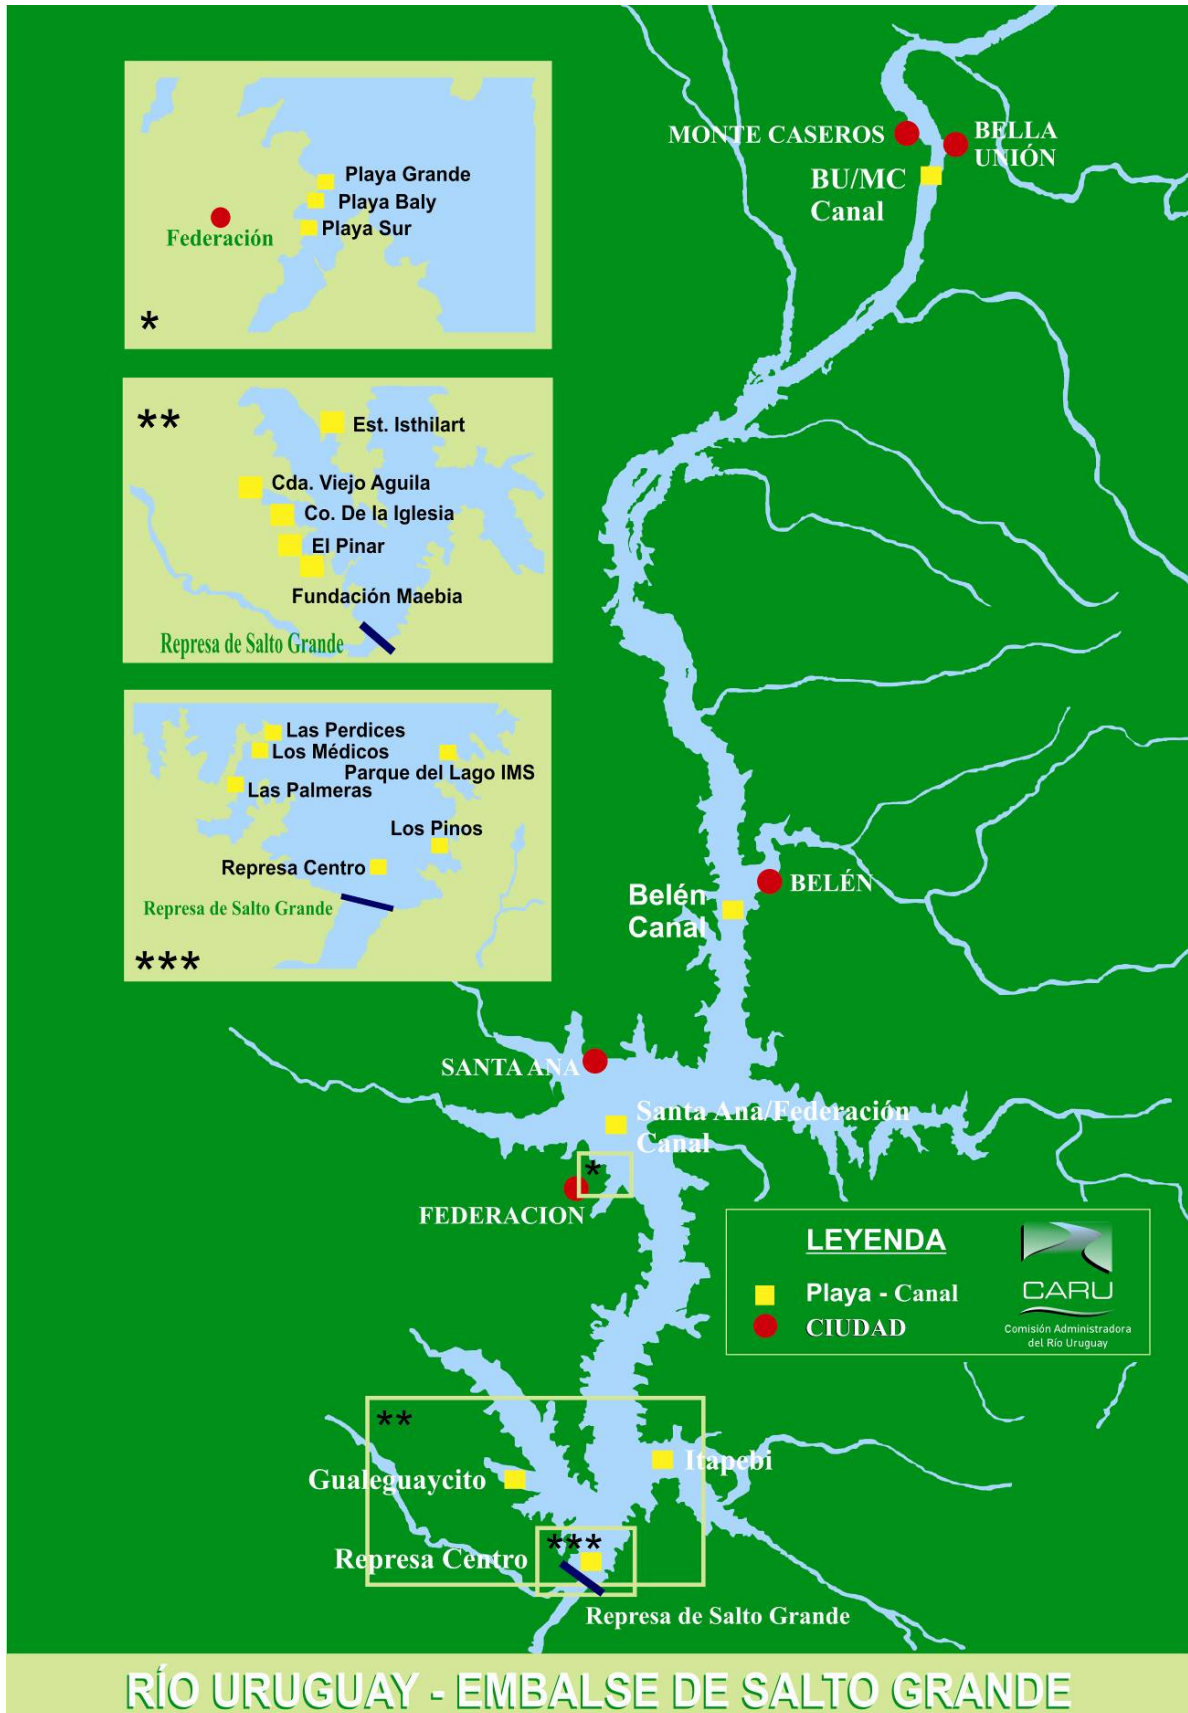 MONTE CASEROS
BELLA
UNIÓN
BU/MC
Canal
Playa Grande
Playa Baly
Playa Sur
Federación
*
**
Est. Isthilart
Cda. Viejo Aguila
Co. De la Iglesia
El Pinar
Fundación Maebia
Represa de Salto Grande
Las Perdices
Los Médicos
Parque del Lago IMS
Las Palmeras
Los Pinos
Represa Centro
Represa de Salto Grande
***
BELÉN
Belén
Canal
SANTA ANA
Santa Ana/Federación
Canal
*
FEDERACION
LEYENDA
Playa - Canal
CIUDAD
CARU
Comisión Administradora
del Río Uruguay
**
Itapebi
Gualeguaycito
***
Represa Centro
Represa de Salto Grande
RÍO URUGUAY - EMBALSE DE SALTO GRANDE